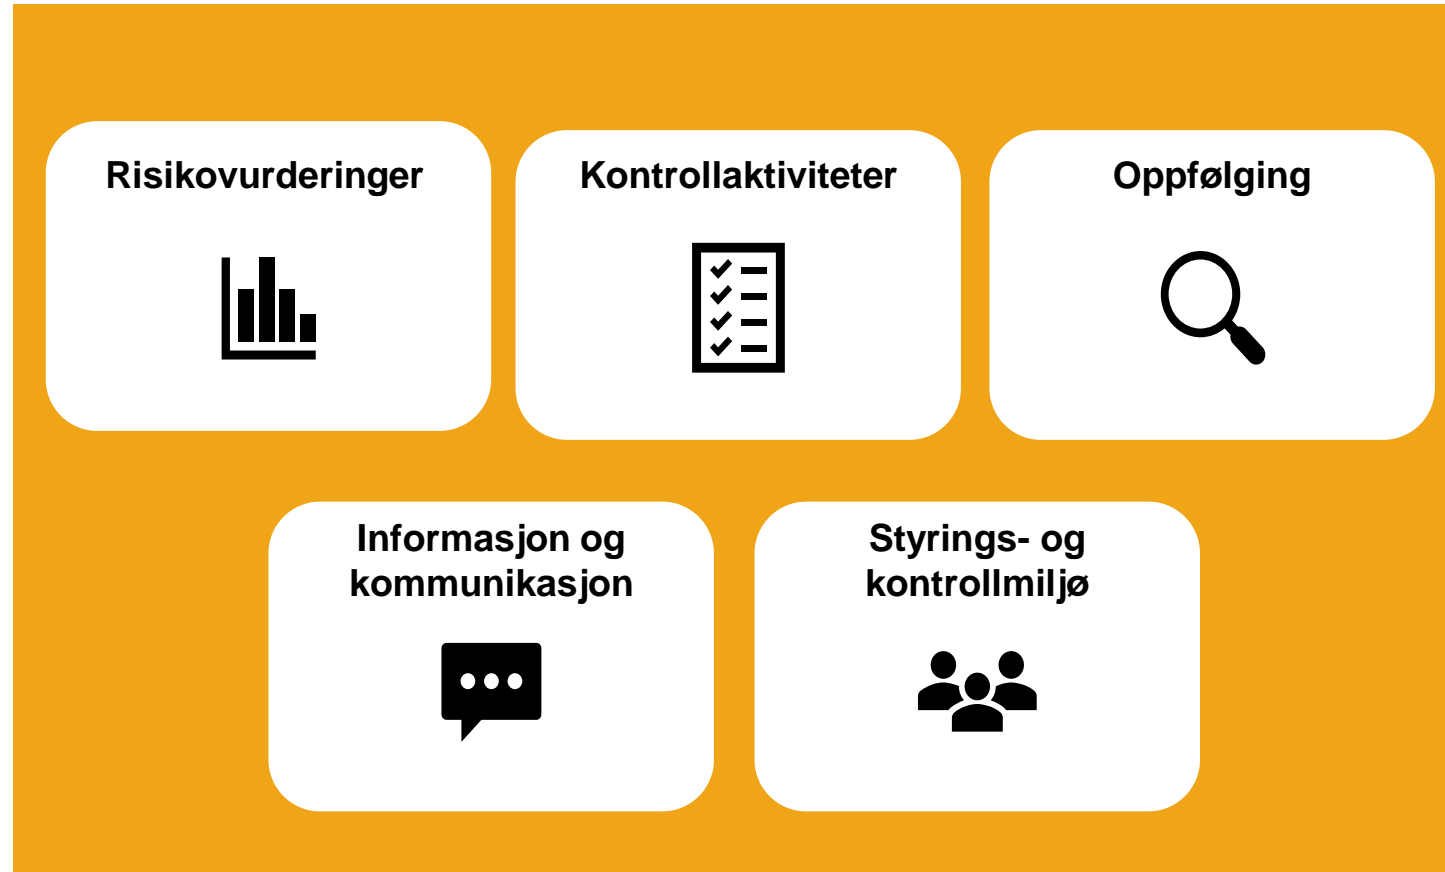 Risikovurderinger
Kontrollaktiviteter
Oppfølging
Informasjon og
kommunikasjon
Styrings- og
kontrollmiljø